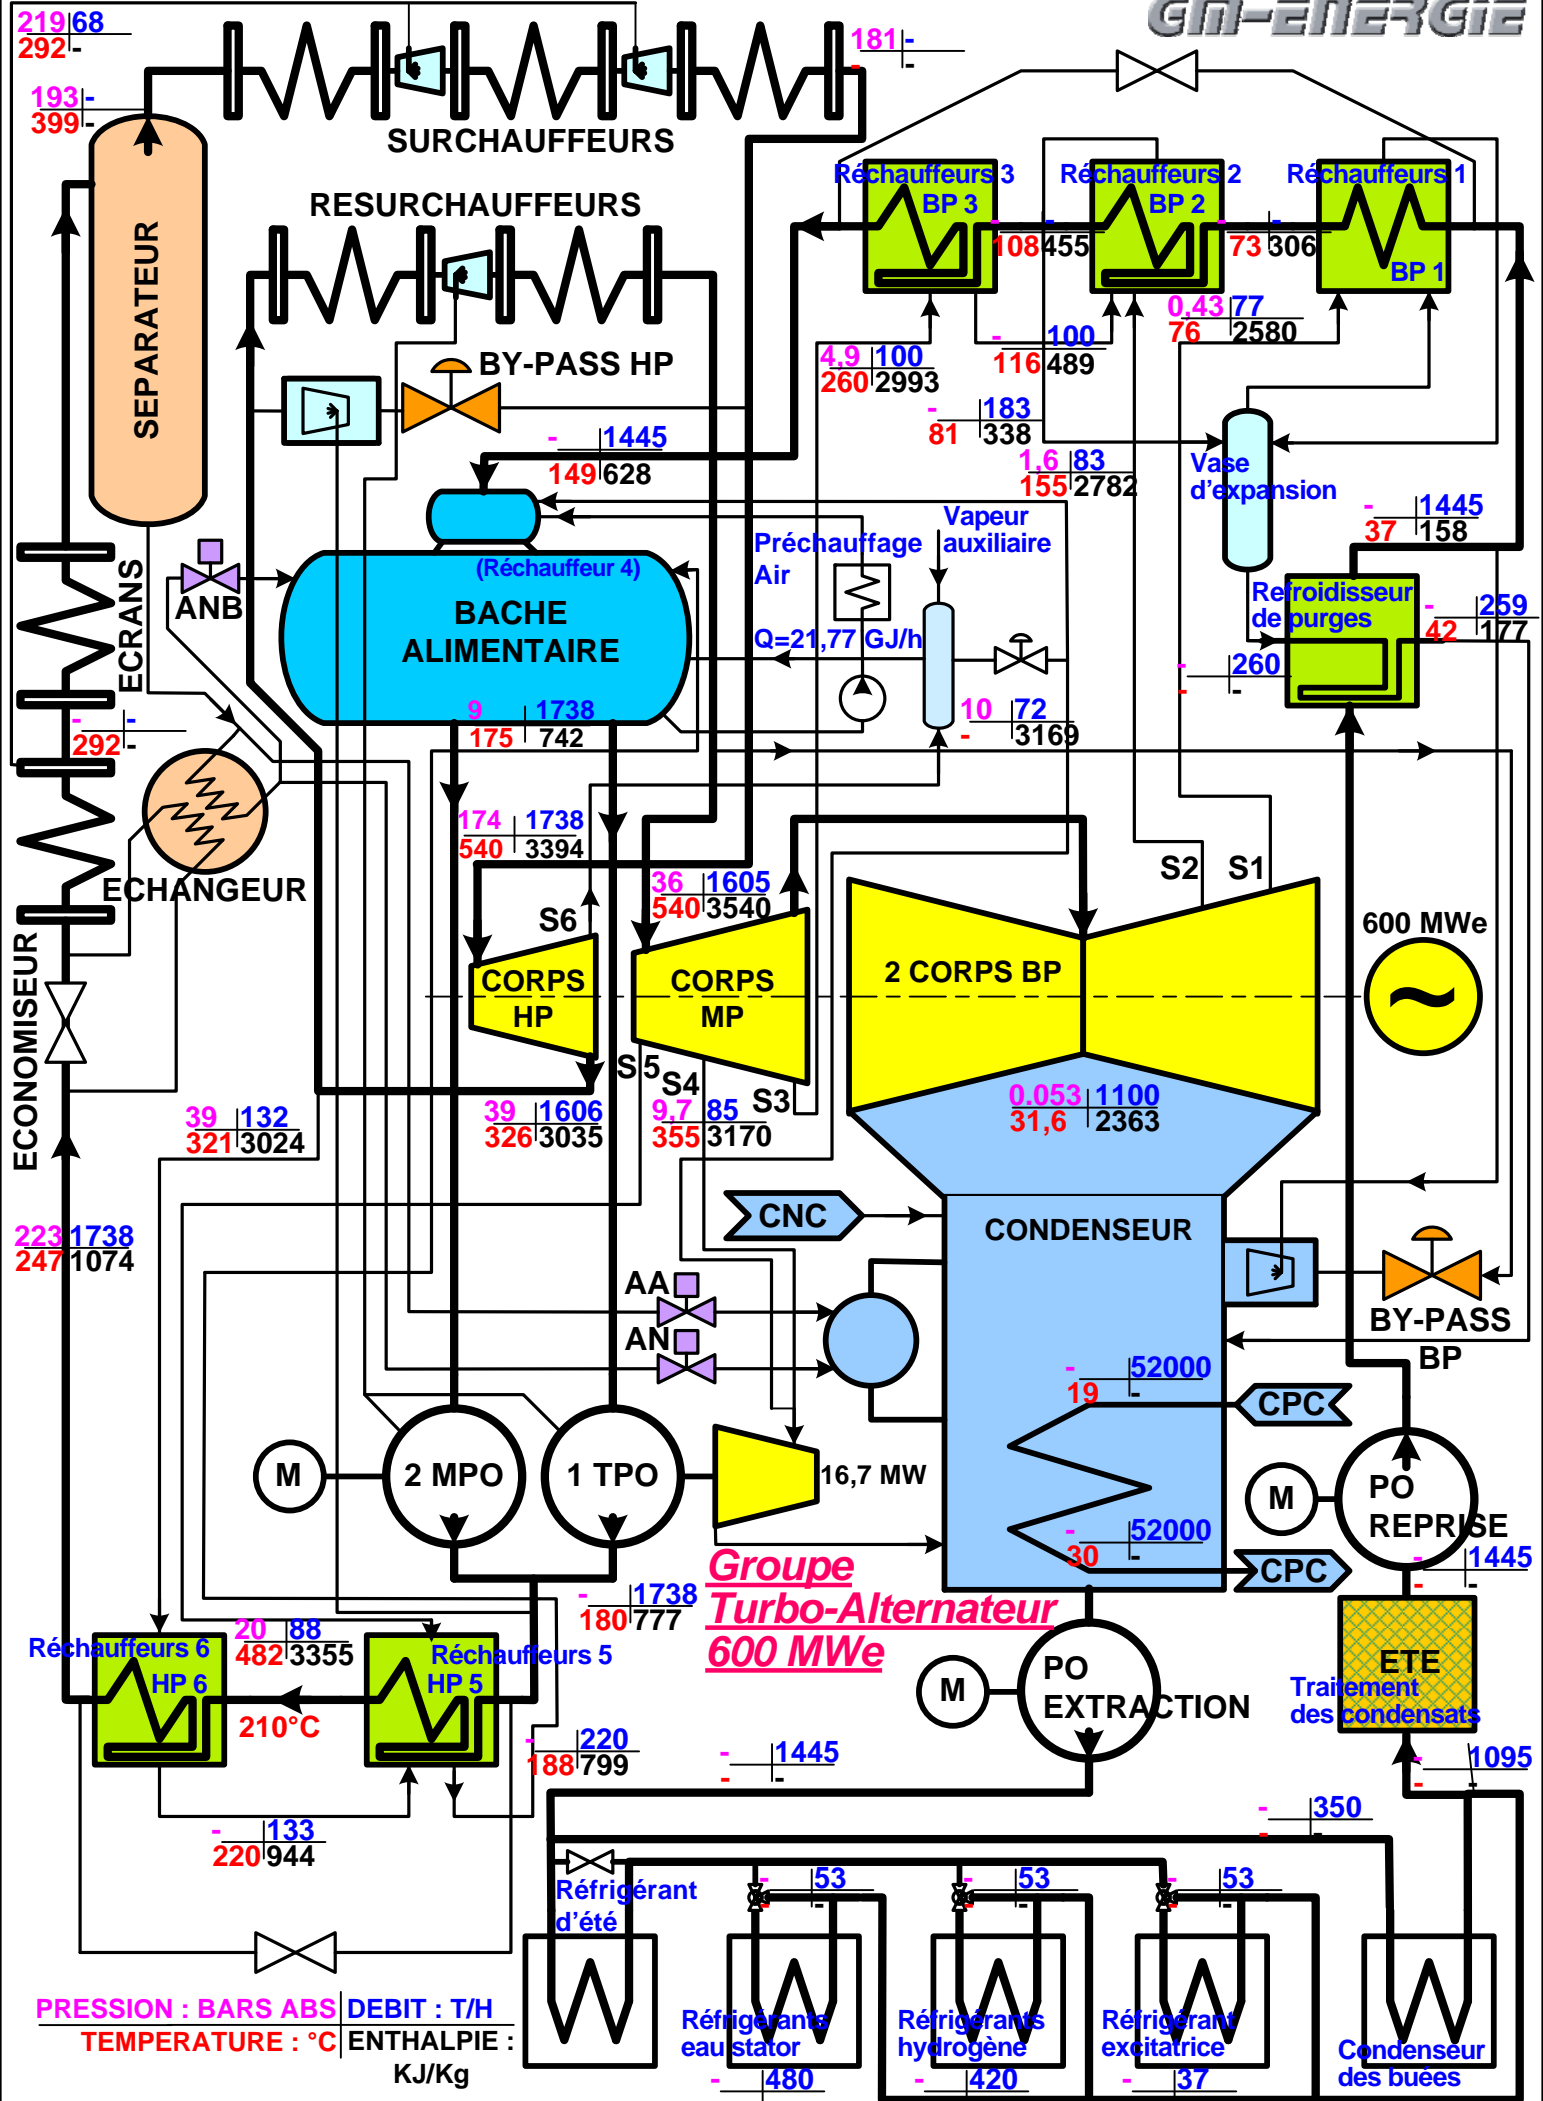 GM-ENERGIE
219 68
292 -
181 -
- -
193 -
399 -
SURCHAUFFEURS
Réchauffeurs 3
BP 3
Réchauffeurs 2
BP 2
Réchauffeurs 1
BP 1
RESURCHAUFFEURS
SEPARATEUR
- -
108 455
- -
73 306
0,43 77
76 2580
- 100
116 489
4,9 100
260 2993
BY-PASS HP
- 183
81 338
- 1445
149 628
1,6 83
155 2782
Vase
d'expansion
- 1445
37 158
Vapeur
auxiliaire
Préchauffage
Air
(Réchauffeur 4)
BACHE
ALIMENTAIRE
ANB
ECRANS
Q=21,77 GJ/h
Refroidisseur
de purges
- 259
42 177
- 260
- -
9 1738
175 742
10 72
- 3169
- -
292 -
174 1738
540 3394
ECHANGEUR
36 1605
540 3540
S6
S2
S1
600 MWe
CORPS
HP
CORPS
MP
2 CORPS BP
~
ECONOMISEUR
S5
S4
S3
39 132
321 3024
39 1606
326 3035
9,7 85
355 3170
0.053 1100
31,6 2363
CNC
CONDENSEUR
223 1738
247 1074
AA
AN
BY-PASS
BP
- 52000
19 -
CPC
M
2 MPO
1 TPO
16,7 MW
M
PO
REPRISE
- 52000
30 -
CPC
- 1445
- -
Groupe
Turbo-Alternateur
600 MWe
- 1738
180 777
Réchauffeurs 6
HP 6
20 88
482 3355
Réchauffeurs 5
HP 5
210°C
M
PO
EXTRACTION
ETE
Traitement
des condensats
- 220
188 799
- 1445
- -
- 1095
- -
- 350
- -
- 133
220 944
Réfrigérant
d'été
- 53
- -
- 53
- -
- 53
- -
PRESSION : BARS ABS DEBIT : T/H
TEMPERATURE : °C ENTHALPIE :
KJ/Kg
Réfrigérants
eau stator
Réfrigérants
hydrogène
Réfrigérant
excitatrice
Condenseur
des buées
- 480
- 420
- 37